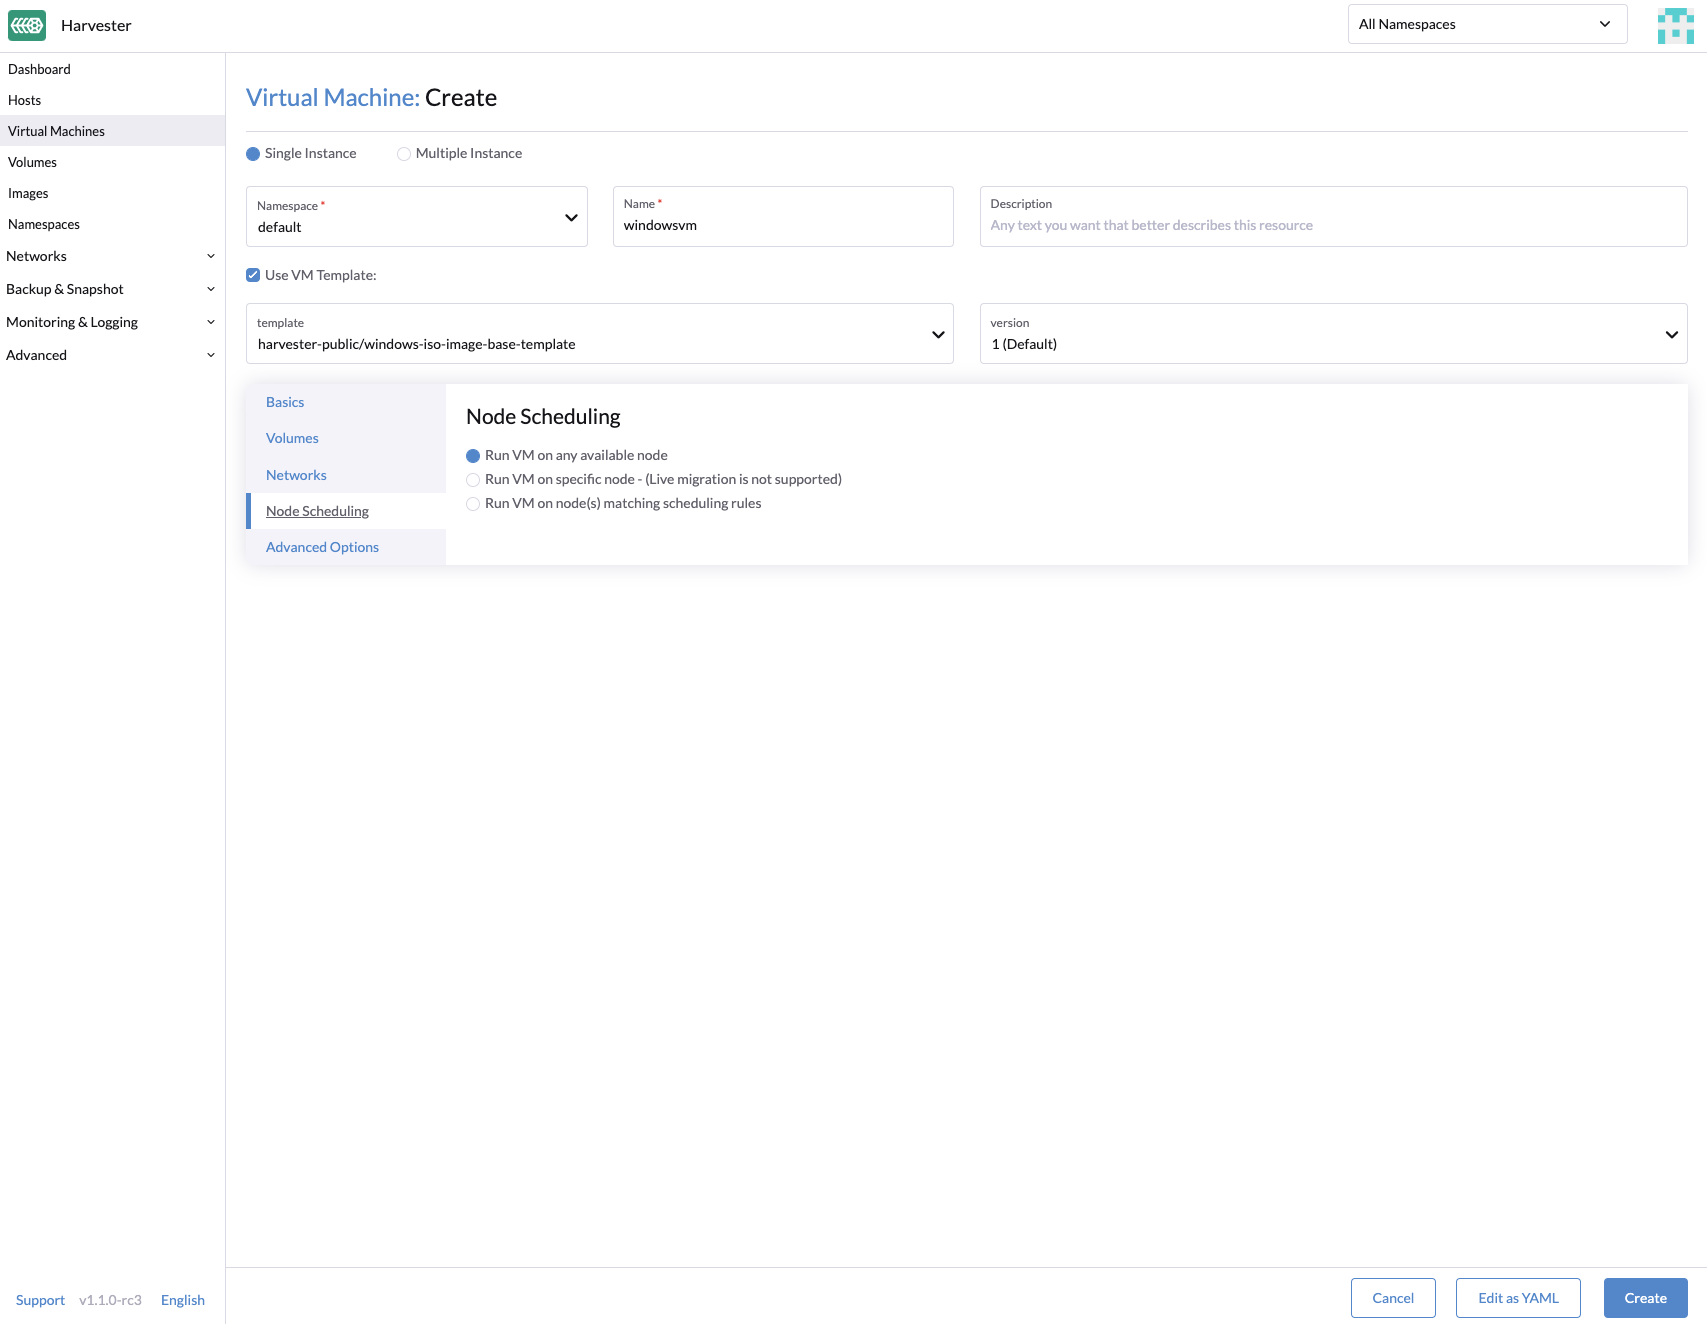 Harvester
All Namespaces
Dashboard
Hosts
Virtual Machines
Volumes
Images
Namespaces
Networks
Backup & Snapshot
Monitoring & Logging
Advanced
Virtual Machine: Create
Single Instance
Multiple Instance
Namespace *
default
Name *
windowsvm
Description
Any text you want that better describes this resource
Use VM Template:
template
harvester-public/windows-iso-image-base-template
version
1 (Default)
Basics
Volumes
Networks
Node Scheduling
Advanced Options
Node Scheduling
Run VM on any available node
Run VM on specific node - (Live migration is not supported)
Run VM on node(s) matching scheduling rules
Support v1.1.0-rc3 English
Cancel
Edit as YAML
Create